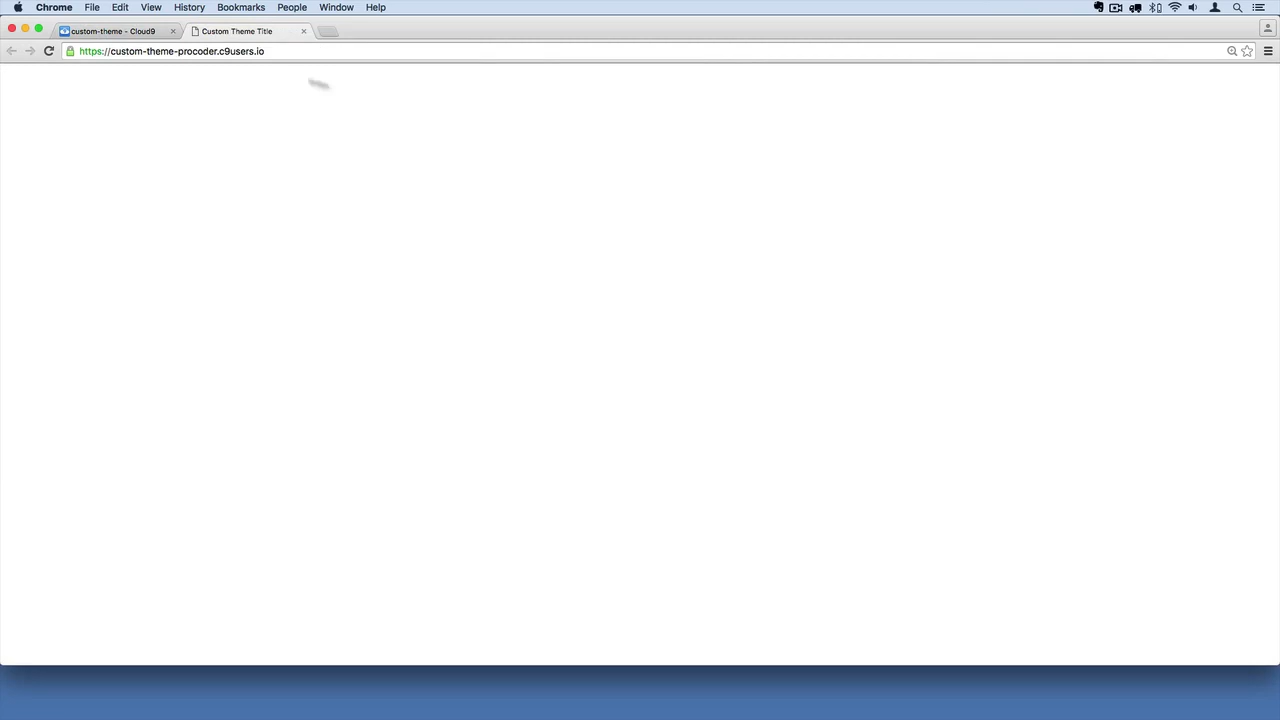 Chrome File Edit View History Bookmarks People Window Help
custom-theme - Cloud9 Custom Theme Title
https://custom-theme-procoder.c9users.io